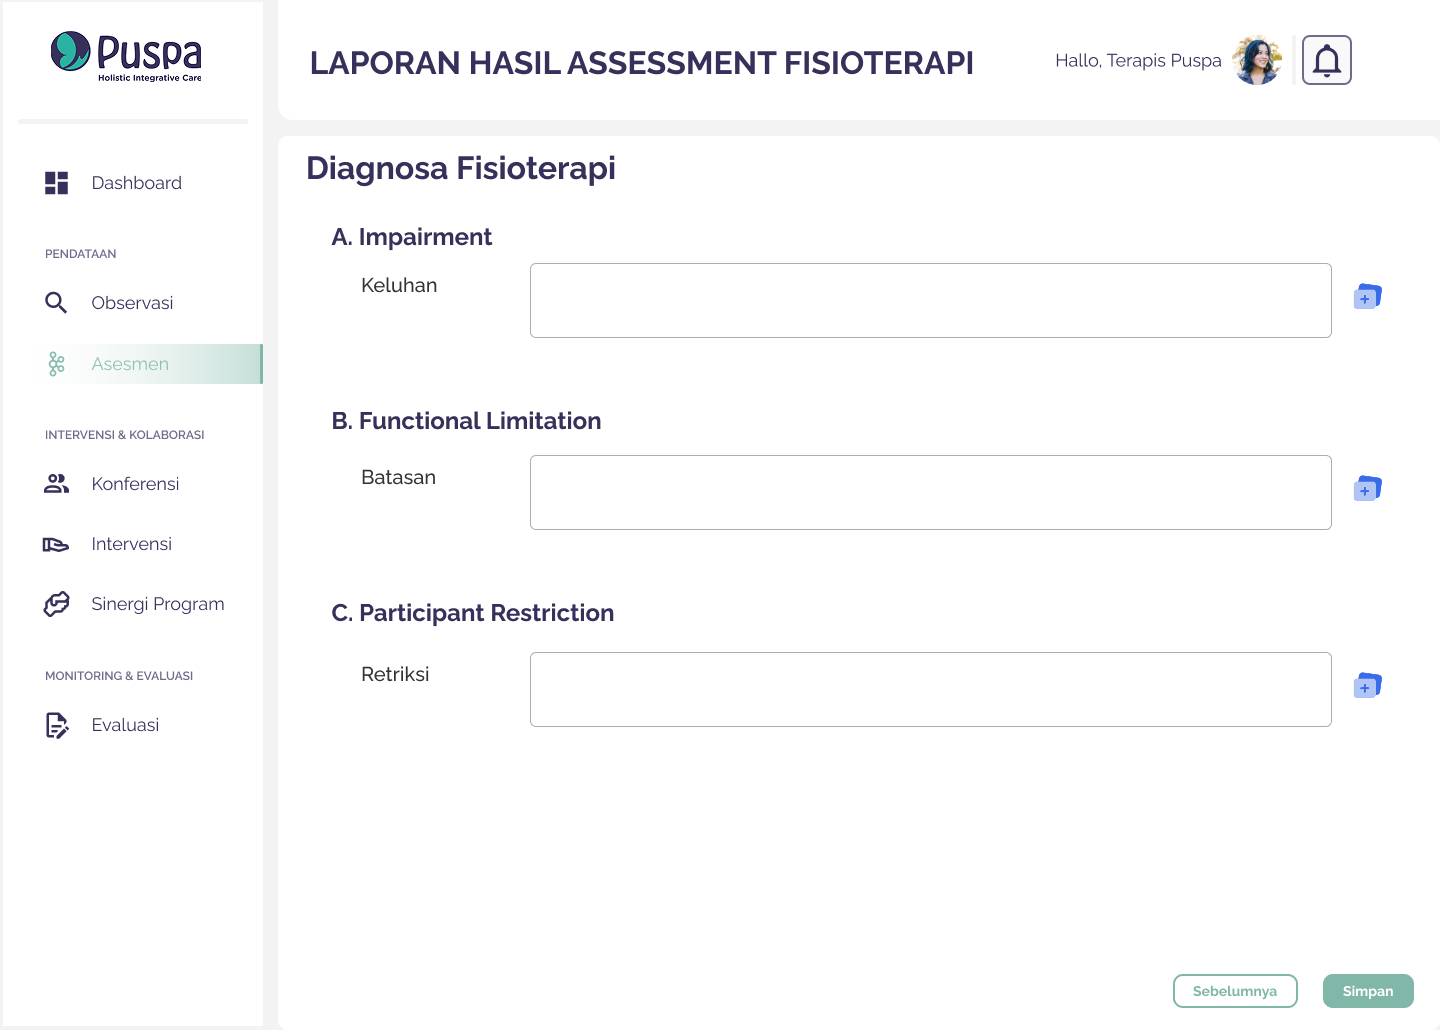 Puspa
Holistic Integrative Care
Dashboard
PENDATAAN
Observasi
Asesmen
INTERVENSI & KOLABORASI
Konferensi
Intervensi
Sinergi Program
MONITORING & EVALUASI
Evaluasi
LAPORAN HASIL ASSESSMENT FISIOTERAPI
Hallo, Terapis Puspa
Diagnosa Fisioterapi
A. Impairment
Keluhan
B. Functional Limitation
Batasan
C. Participant Restriction
Retriksi
Sebelumnya
Simpan